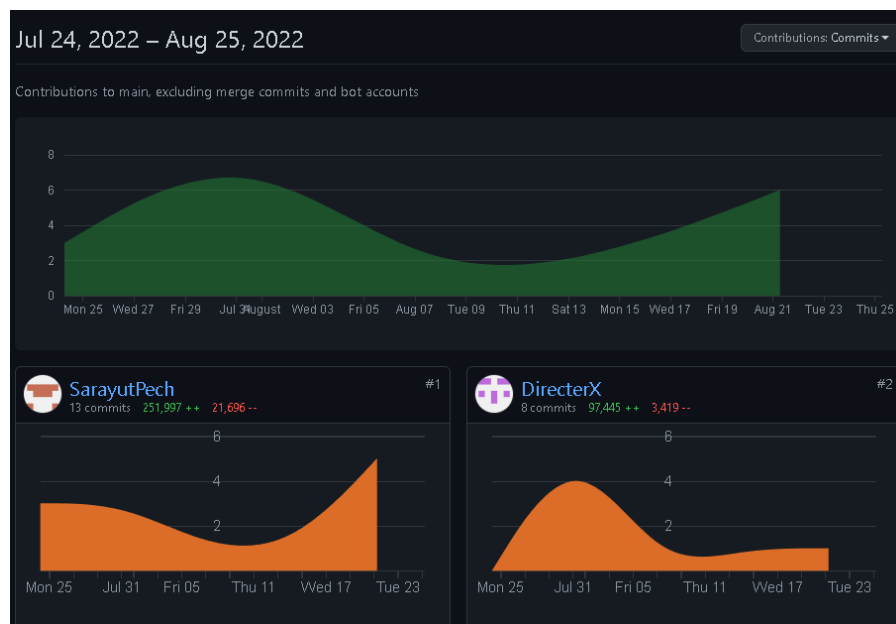 Jul 24, 2022 – Aug 25, 2022
Contributions: Commits
Contributions to main, excluding merge commits and bot accounts
8
6
4
2
0
Mon 25 Wed 27 Fri 29 Jul 31 August Wed 03 Fri 05 Aug 07 Tue 09 Thu 11 Sat 13 Mon 15 Wed 17 Fri 19 Aug 21 Tue 23 Thu 25
SarayutPech #1
13 commits 251,997 ++ 21,696 --
6
4
2
Mon 25 Jul 31 Fri 05 Thu 11 Wed 17 Tue 23
DirecterX #2
8 commits 97,445 ++ 3,419 --
6
4
2
Mon 25 Jul 31 Fri 05 Thu 11 Wed 17 Tue 23